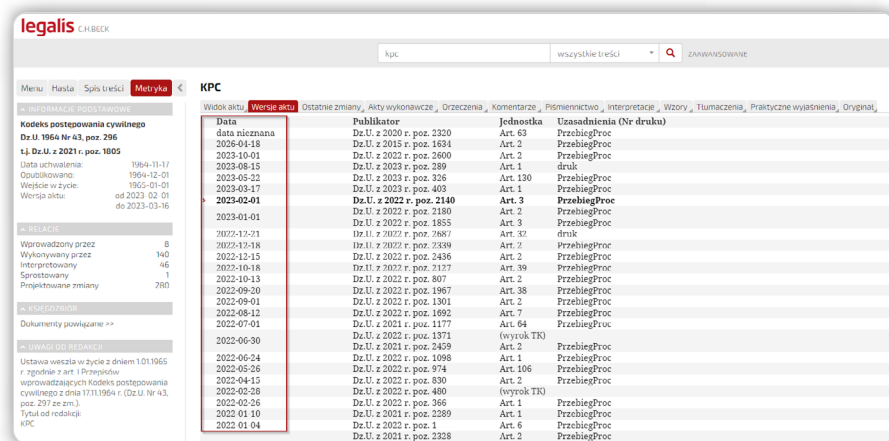 legalis C.H.BECK
kpc wszystkie treści ZAAWANSOWANE
Menu Hasła Spis treści Metryka
KPC
Widok aktu Wersje aktu Ostatnie zmiany Akty wykonawcze Orzeczenia Komentarze Piśmiennictwo Interpretacje Wzory Tłumaczenia Praktyczne wyjaśnienia Oryginał
INFORMACJE PODSTAWOWE
Kodeks postępowania cywilnego
Dz.U. 1964 Nr 43, poz. 296
t.j. Dz.U. z 2021 r. poz. 1805
Data uchwalenia: 1964-11-17
Opublikowano: 1964-12-01
Wejście w życie: 1965-01-01
Wersja aktu: od 2023-02-01
do 2023-03-16
RELACJE
Wprowadzony przez 8
Wykonywany przez 140
Interpretowany 46
Sprostowany 1
Projektowane zmiany 280
KSIĘGOZBIÓR
Dokumenty powiązane >>
UWAGI OD REDAKCJI
Ustawa weszła w życie z dniem 1.01.1965
r. zgodnie z art. I Przepisów
wprowadzających Kodeks postępowania
cywilnego z dnia 17.11.1964 r. (Dz.U. Nr 43,
poz. 297 ze zm.).
Tytuł od redakcji:
KPC
Data Publikator Jednostka Uzasadnienia (Nr druku)
data nieznana Dz.U. z 2020 r. poz. 2320 Art. 63 PrzebiegProc
2026-04-18 Dz.U. z 2015 r. poz. 1634 Art. 2 PrzebiegProc
2023-10-01 Dz.U. z 2022 r. poz. 2600 Art. 2 PrzebiegProc
2023-08-15 Dz.U. z 2023 r. poz. 289 Art. 1 druk
2023-05-22 Dz.U. z 2023 r. poz. 326 Art. 130 PrzebiegProc
2023-03-17 Dz.U. z 2023 r. poz. 403 Art. 1 PrzebiegProc
2023-02-01 Dz.U. z 2022 r. poz. 2140 Art. 3 PrzebiegProc
2023-01-01 Dz.U. z 2022 r. poz. 2180 Art. 2 PrzebiegProc
Dz.U. z 2022 r. poz. 1855 Art. 3 PrzebiegProc
2022-12-21 Dz.U. z 2022 r. poz. 2687 Art. 32 druk
2022-12-18 Dz.U. z 2022 r. poz. 2339 Art. 2 PrzebiegProc
2022-12-15 Dz.U. z 2022 r. poz. 2436 Art. 2 PrzebiegProc
2022-10-18 Dz.U. z 2022 r. poz. 2127 Art. 39 PrzebiegProc
2022-10-13 Dz.U. z 2022 r. poz. 807 Art. 2 PrzebiegProc
2022-09-20 Dz.U. z 2022 r. poz. 1967 Art. 38 PrzebiegProc
2022-09-01 Dz.U. z 2022 r. poz. 1301 Art. 2 PrzebiegProc
2022-08-12 Dz.U. z 2022 r. poz. 1692 Art. 7 PrzebiegProc
2022-07-01 Dz.U. z 2021 r. poz. 1177 Art. 64 PrzebiegProc
2022-06-30 Dz.U. z 2022 r. poz. 1371 (wyrok TK)
Dz.U. z 2021 r. poz. 2459 Art. 2 PrzebiegProc
2022-06-24 Dz.U. z 2022 r. poz. 1098 Art. 1 PrzebiegProc
2022-05-26 Dz.U. z 2022 r. poz. 974 Art. 106 PrzebiegProc
2022-04-15 Dz.U. z 2022 r. poz. 830 Art. 2 PrzebiegProc
2022-02-28 Dz.U. z 2022 r. poz. 480 (wyrok TK)
2022-02-26 Dz.U. z 2022 r. poz. 366 Art. 1 PrzebiegProc
2022-01-10 Dz.U. z 2021 r. poz. 2289 Art. 1 PrzebiegProc
2022-01-04 Dz.U. z 2022 r. poz. 1 Art. 6 PrzebiegProc
Dz.U. z 2021 r. poz. 2328 Art. 2 PrzebiegProc